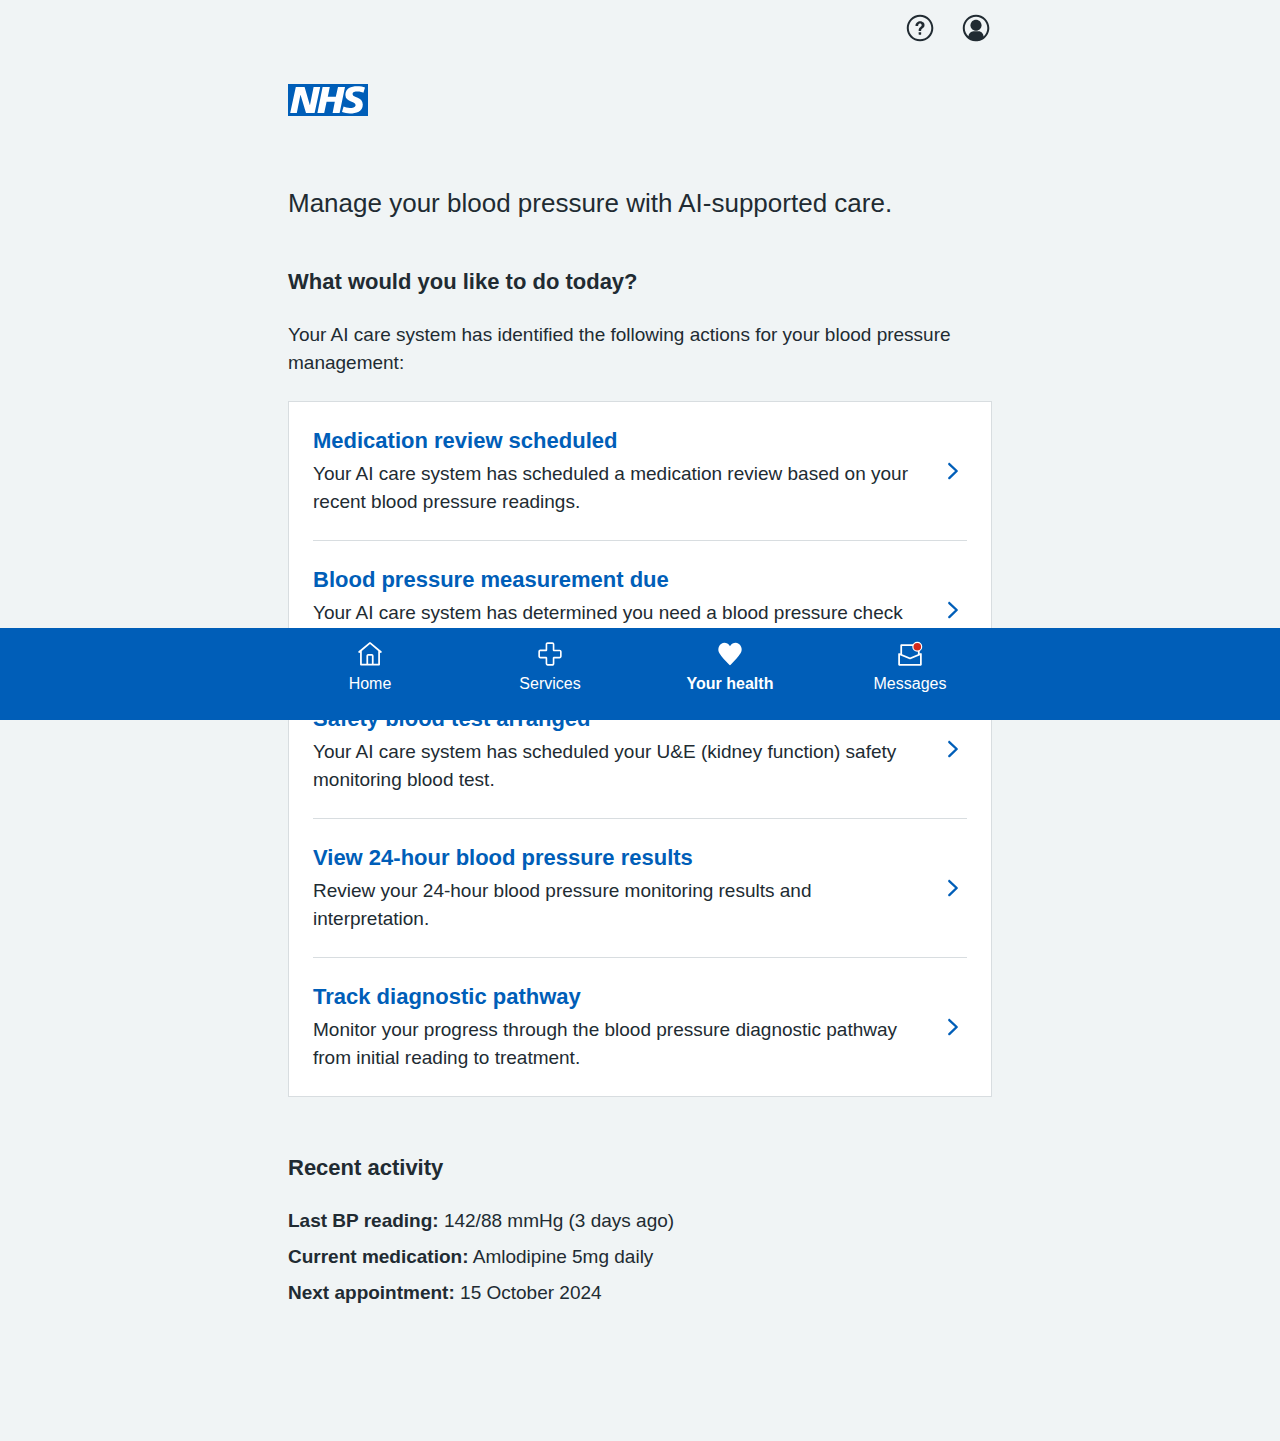 NHS
Manage your blood pressure with AI-supported care.
What would you like to do today?
Your AI care system has identified the following actions for your blood pressure
management:
Medication review scheduled
Your AI care system has scheduled a medication review based on your
recent blood pressure readings.
Blood pressure measurement due
Your AI care system has determined you need a blood pressure check
Home
Services
Your health
Messages
Safety blood test arranged
Your AI care system has scheduled your U&E (kidney function) safety
monitoring blood test.
View 24-hour blood pressure results
Review your 24-hour blood pressure monitoring results and
interpretation.
Track diagnostic pathway
Monitor your progress through the blood pressure diagnostic pathway
from initial reading to treatment.
Recent activity
Last BP reading: 142/88 mmHg (3 days ago)
Current medication: Amlodipine 5mg daily
Next appointment: 15 October 2024